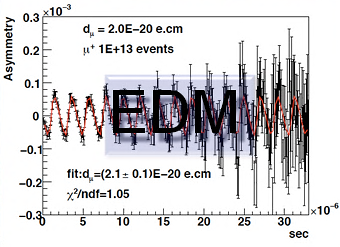 0.3 ×10⁻³
Asymmetry
dμ = 2.0E−20 e.cm
μ⁺ 1E+13 events
0.2
0.1
0
EDM
−0.1
fit:dμ=(2.1± 0.1)E−20 e.cm
−0.2
χ²/ndf=1.05
−0.3
0 5 10 15 20 25 30 ×10⁻⁶
sec